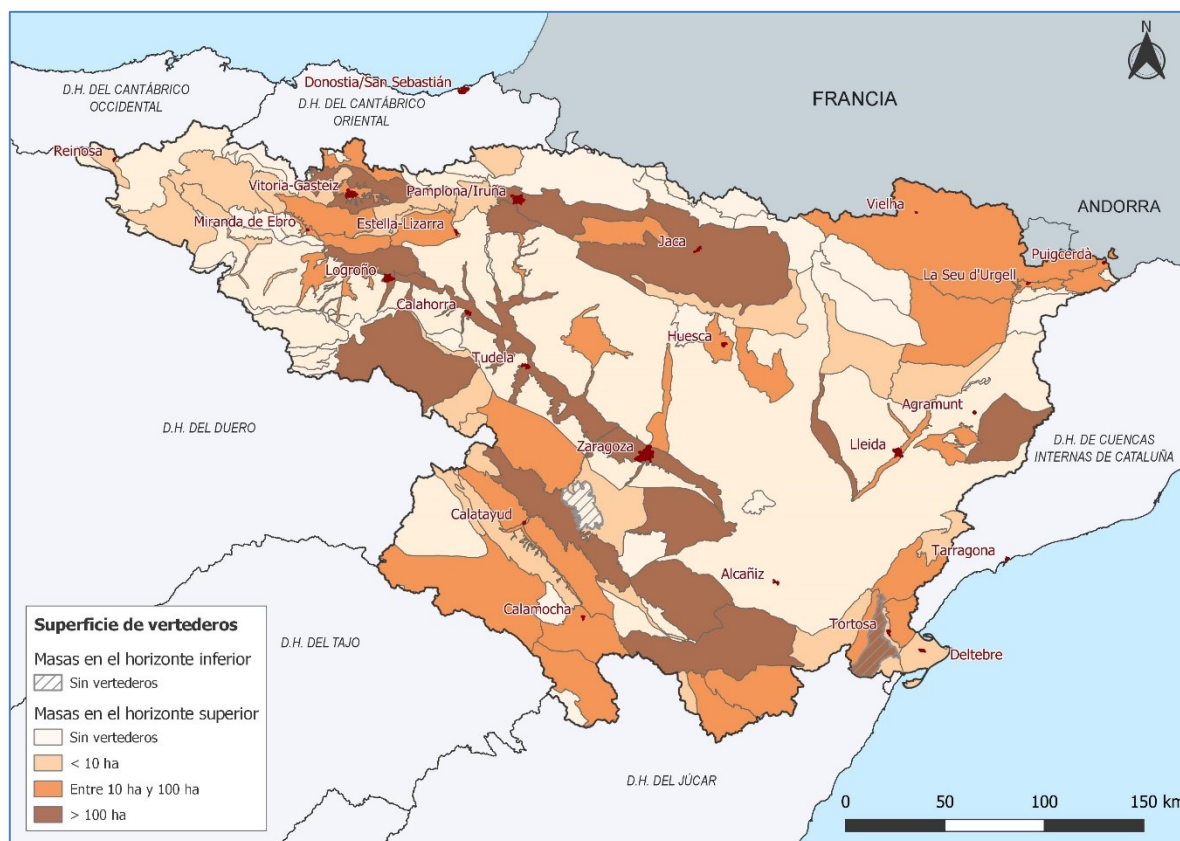 N
Donostia/San Sebastián
D.H. DEL CANTÁBRICO
OCCIDENTAL
D.H. DEL CANTÁBRICO
ORIENTAL
FRANCIA
Reinosa
Vitoria-Gasteiz
Pamplona/Iruña
Vielha
ANDORRA
Miranda de Ebro
Estella-Lizarra
Jaca
Puigcerdà
Logroño
La Seu d'Urgell
Calahorra
Huesca
Tudela
Agramunt
D.H. DEL DUERO
Zaragoza
Lleida
D.H. DE CUENCAS
INTERNAS DE CATALUÑA
Calatayud
Tarragona
Alcañiz
Calamocha
Tortosa
Deltebre
D.H. DEL TAJO
D.H. DEL JÚCAR
Superficie de vertederos
Masas en el horizonte inferior
Sin vertederos
Masas en el horizonte superior
Sin vertederos
< 10 ha
Entre 10 ha y 100 ha
> 100 ha
0 50 100 150 km